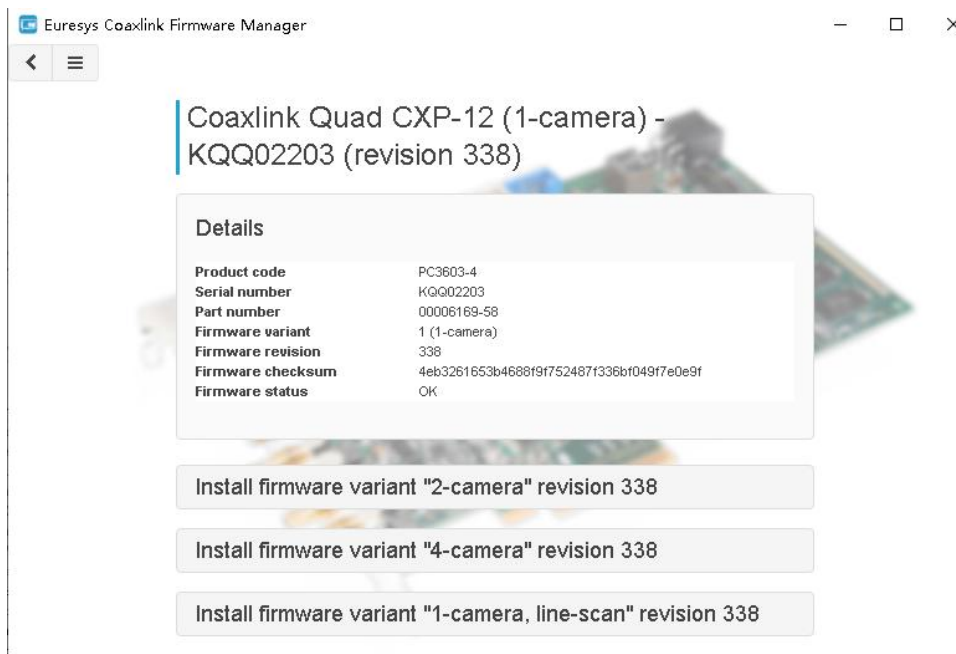 Euresys Coaxlink Firmware Manager
Coaxlink Quad CXP-12 (1-camera) -
KQQ02203 (revision 338)
Details
Product code PC3603-4
Serial number KQQ02203
Part number 00006169-58
Firmware variant 1 (1-camera)
Firmware revision 338
Firmware checksum 4eb3261653b4688f9f752487f336bf049f7e0e9f
Firmware status OK
Install firmware variant "2-camera" revision 338
Install firmware variant "4-camera" revision 338
Install firmware variant "1-camera, line-scan" revision 338